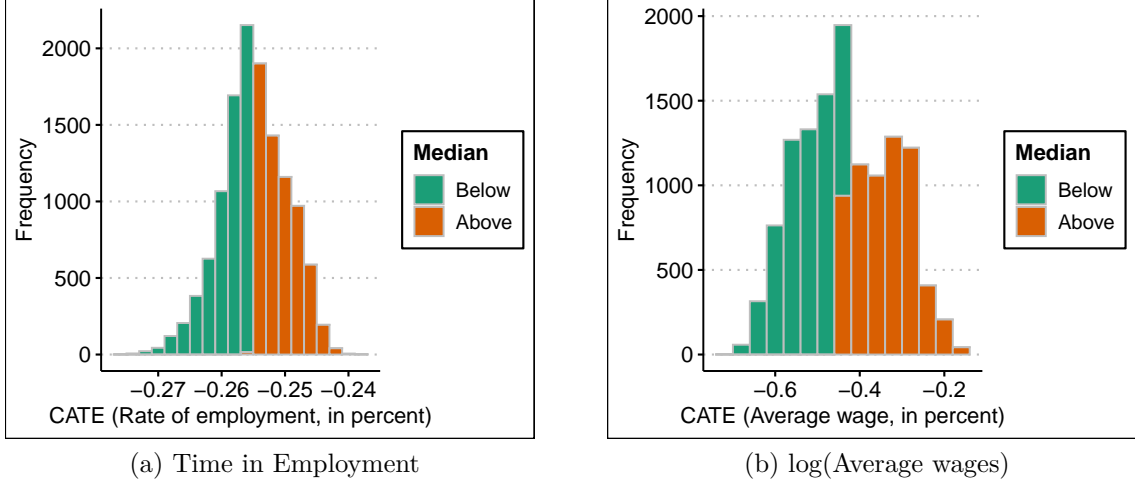 2000
1500
1000
500
0
Frequency
−0.27 −0.26 −0.25 −0.24
CATE (Rate of employment, in percent)
Median
Below
Above
(a) Time in Employment
2000
1500
1000
500
0
Frequency
−0.6 −0.4 −0.2
CATE (Average wage, in percent)
Median
Below
Above
(b) log(Average wages)